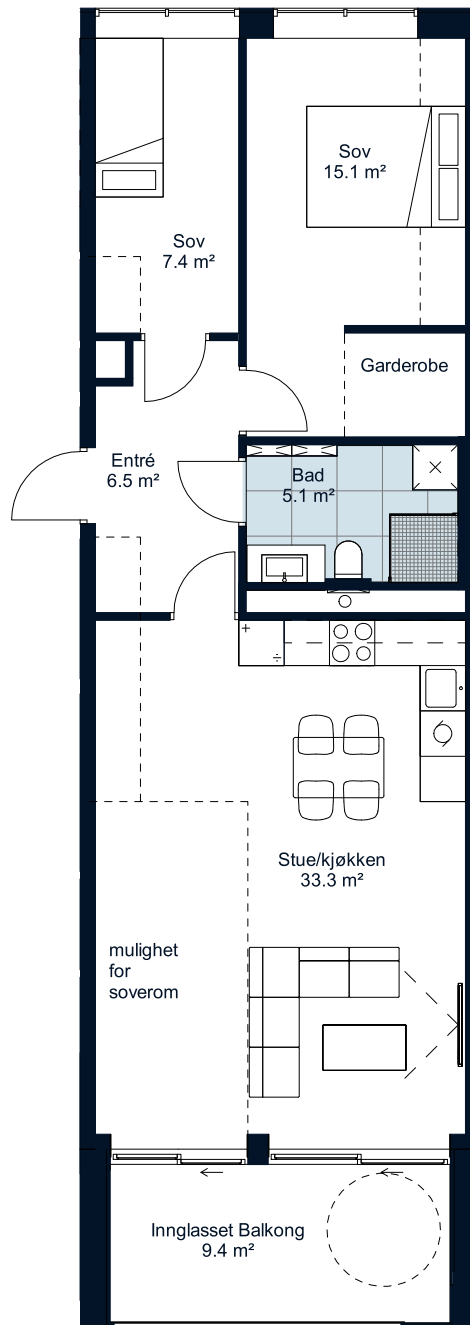 Sov
15.1 m²
Sov
7.4 m²
Garderobe
Entré
6.5 m²
Bad
5.1 m²
Stue/kjøkken
33.3 m²
mulighet
for
soverom
Innglasset Balkong
9.4 m²